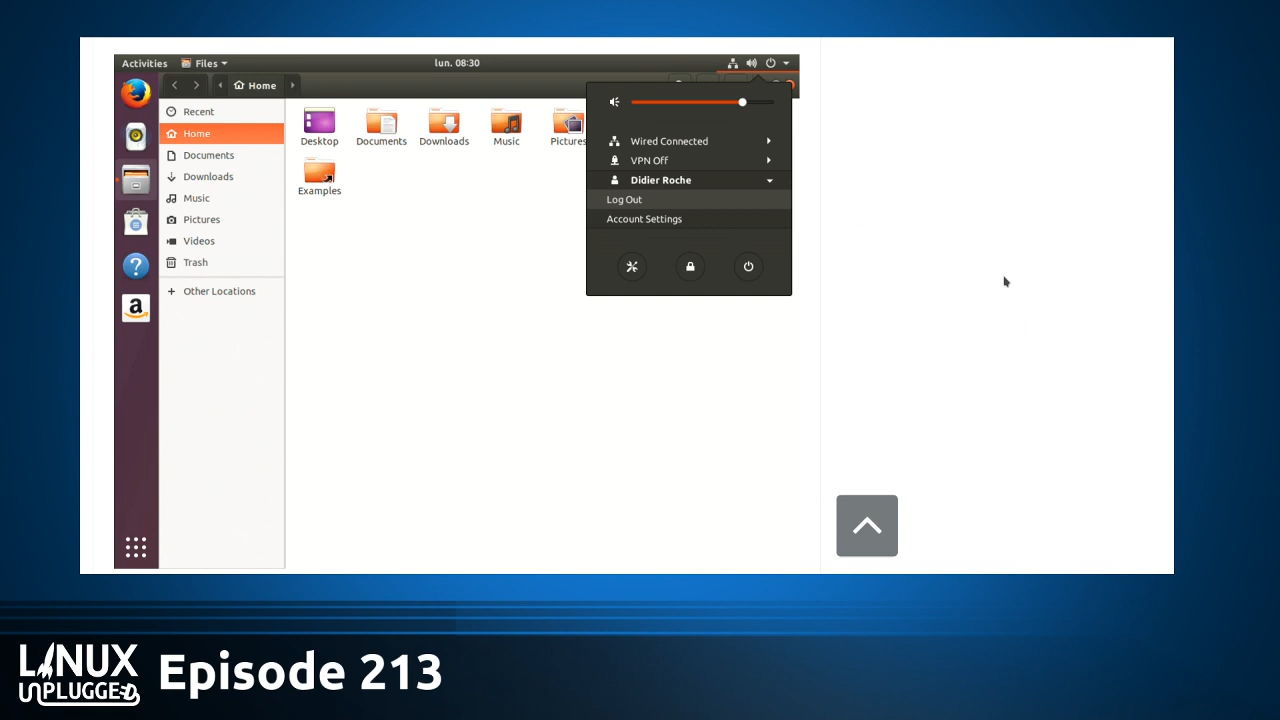 Activities
Files
lun. 08:30
Home
Recent
Home
Documents
Downloads
Music
Pictures
Videos
Trash
Other Locations
Desktop
Documents
Downloads
Music
Pictures
Examples
Wired Connected
VPN Off
Didier Roche
Log Out
Account Settings
?
a
LINUX
UNPLUGGED
Episode 213